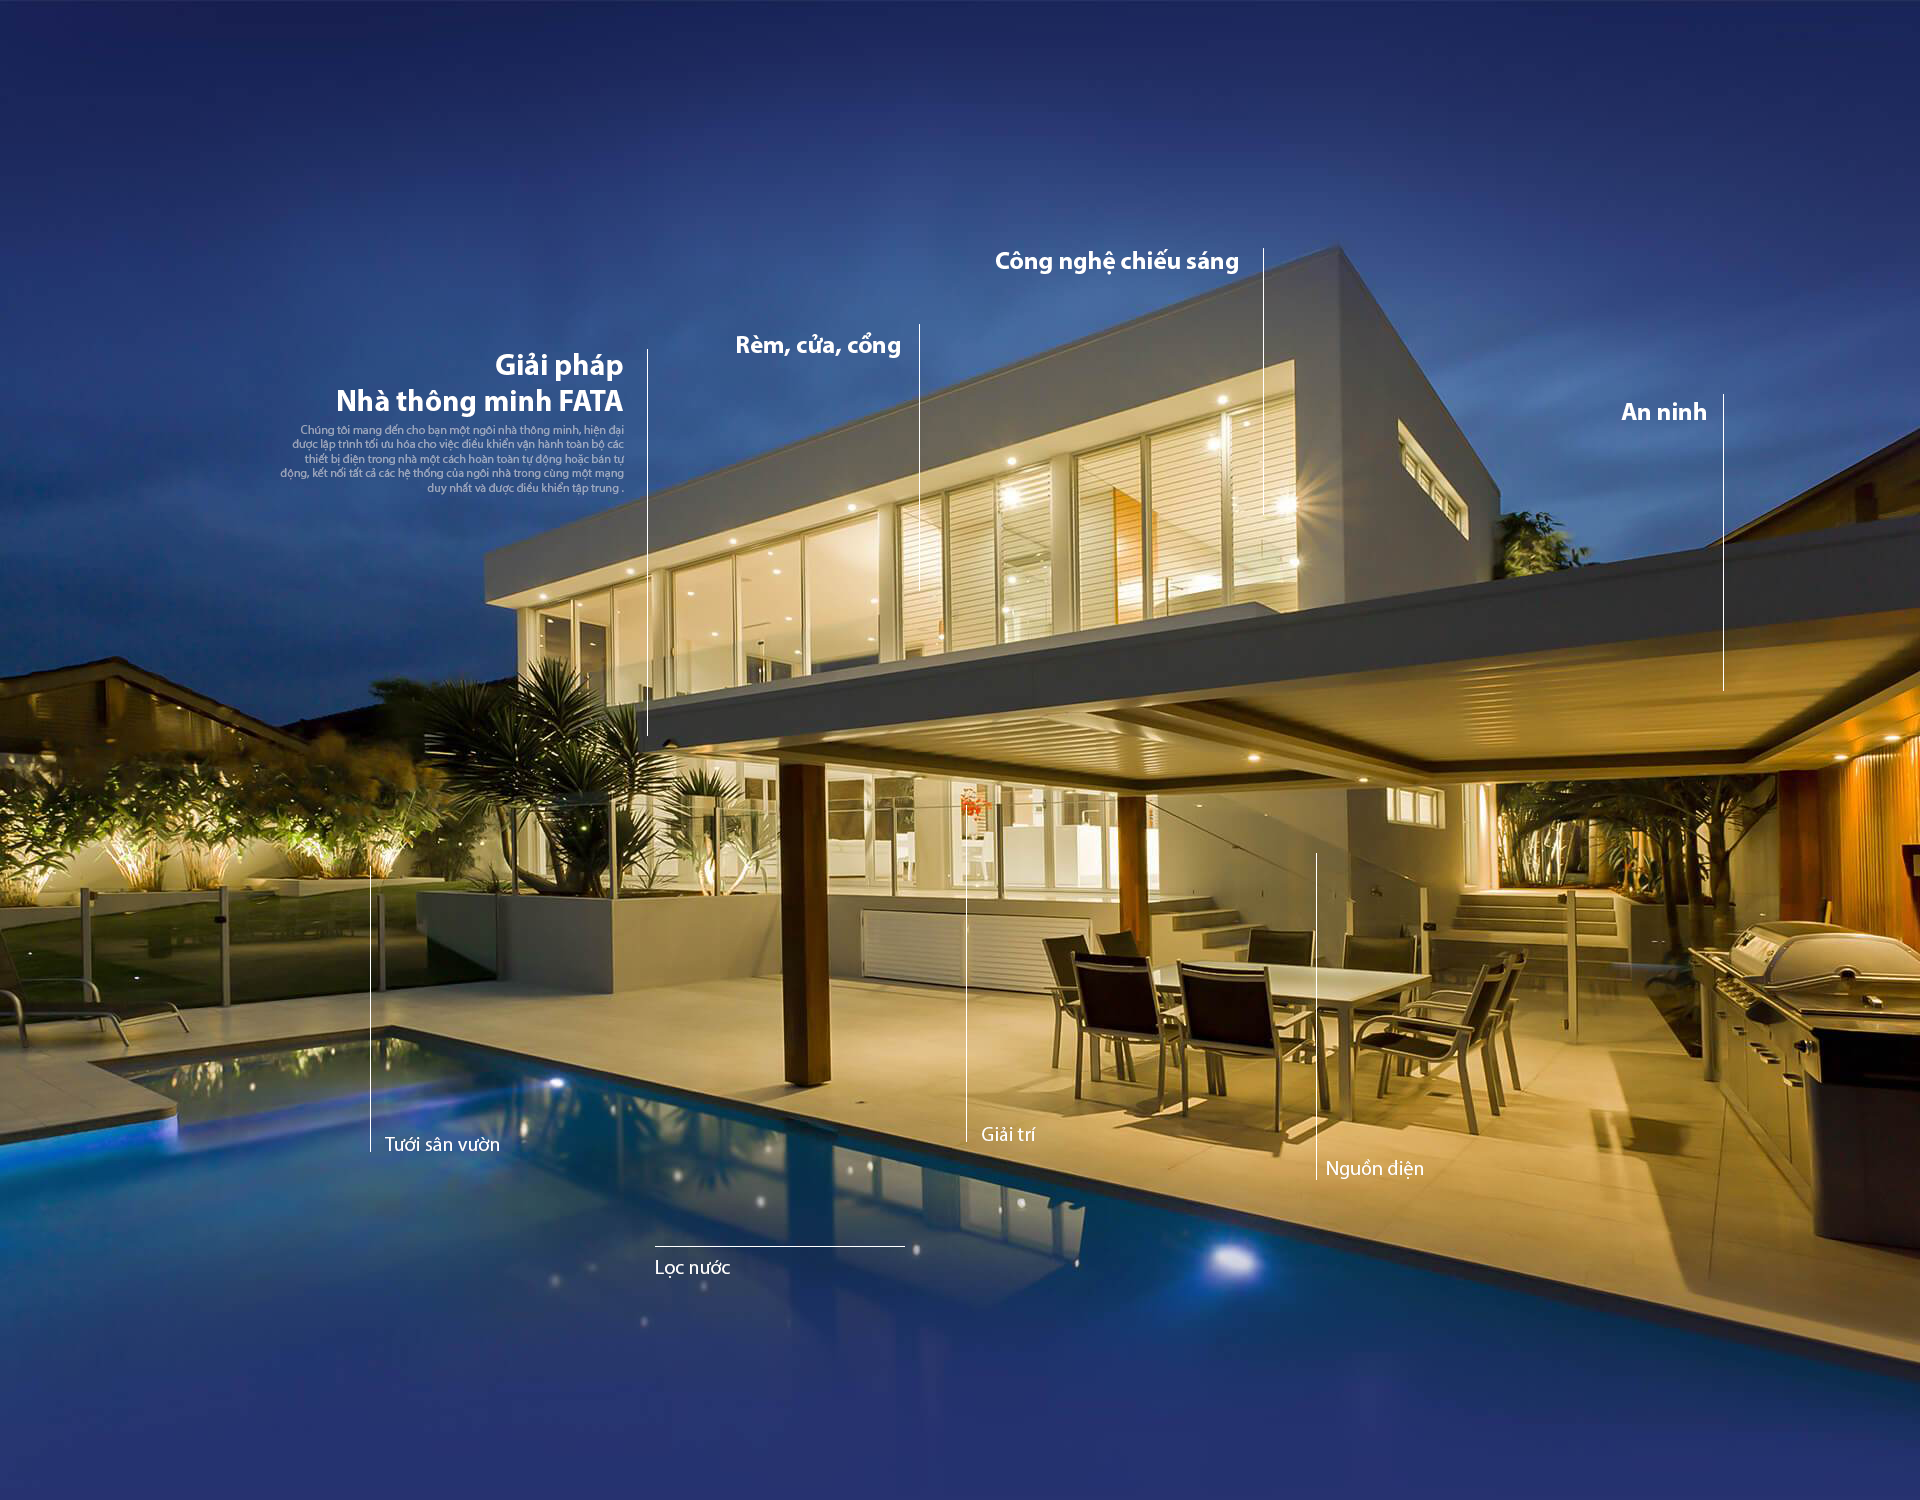 Công nghệ chiếu sáng
Rèm, cửa, cổng
Giải pháp
Nhà thông minh FATA
Chúng tôi mang đến cho bạn một ngôi nhà thông minh, hiện đại
được lập trình tối ưu hóa cho việc điều khiển vận hành toàn bộ các
thiết bị điện trong nhà một cách hoàn toàn tự động hoặc bán tự
động, kết nối tất cả các hệ thống của ngôi nhà trong cùng một mạng
duy nhất và được điều khiển tập trung .
An ninh
Tưới sân vườn
Giải trí
Nguồn diện
Lọc nước